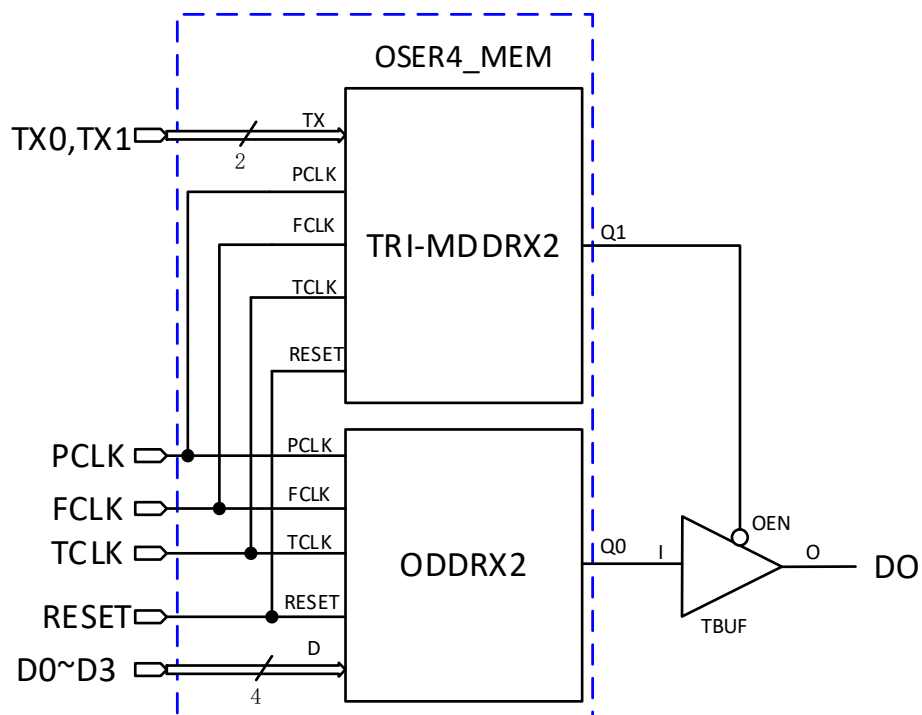 OSER4_MEM
TX0,TX1
2
TX
PCLK
FCLK
TCLK
RESET
TRI-MDDRX2
Q1
PCLK
FCLK
TCLK
RESET
D0~D3
4
PCLK
FCLK
TCLK
RESET
D
ODDRX2
Q0
I
OEN
O
TBUF
DO